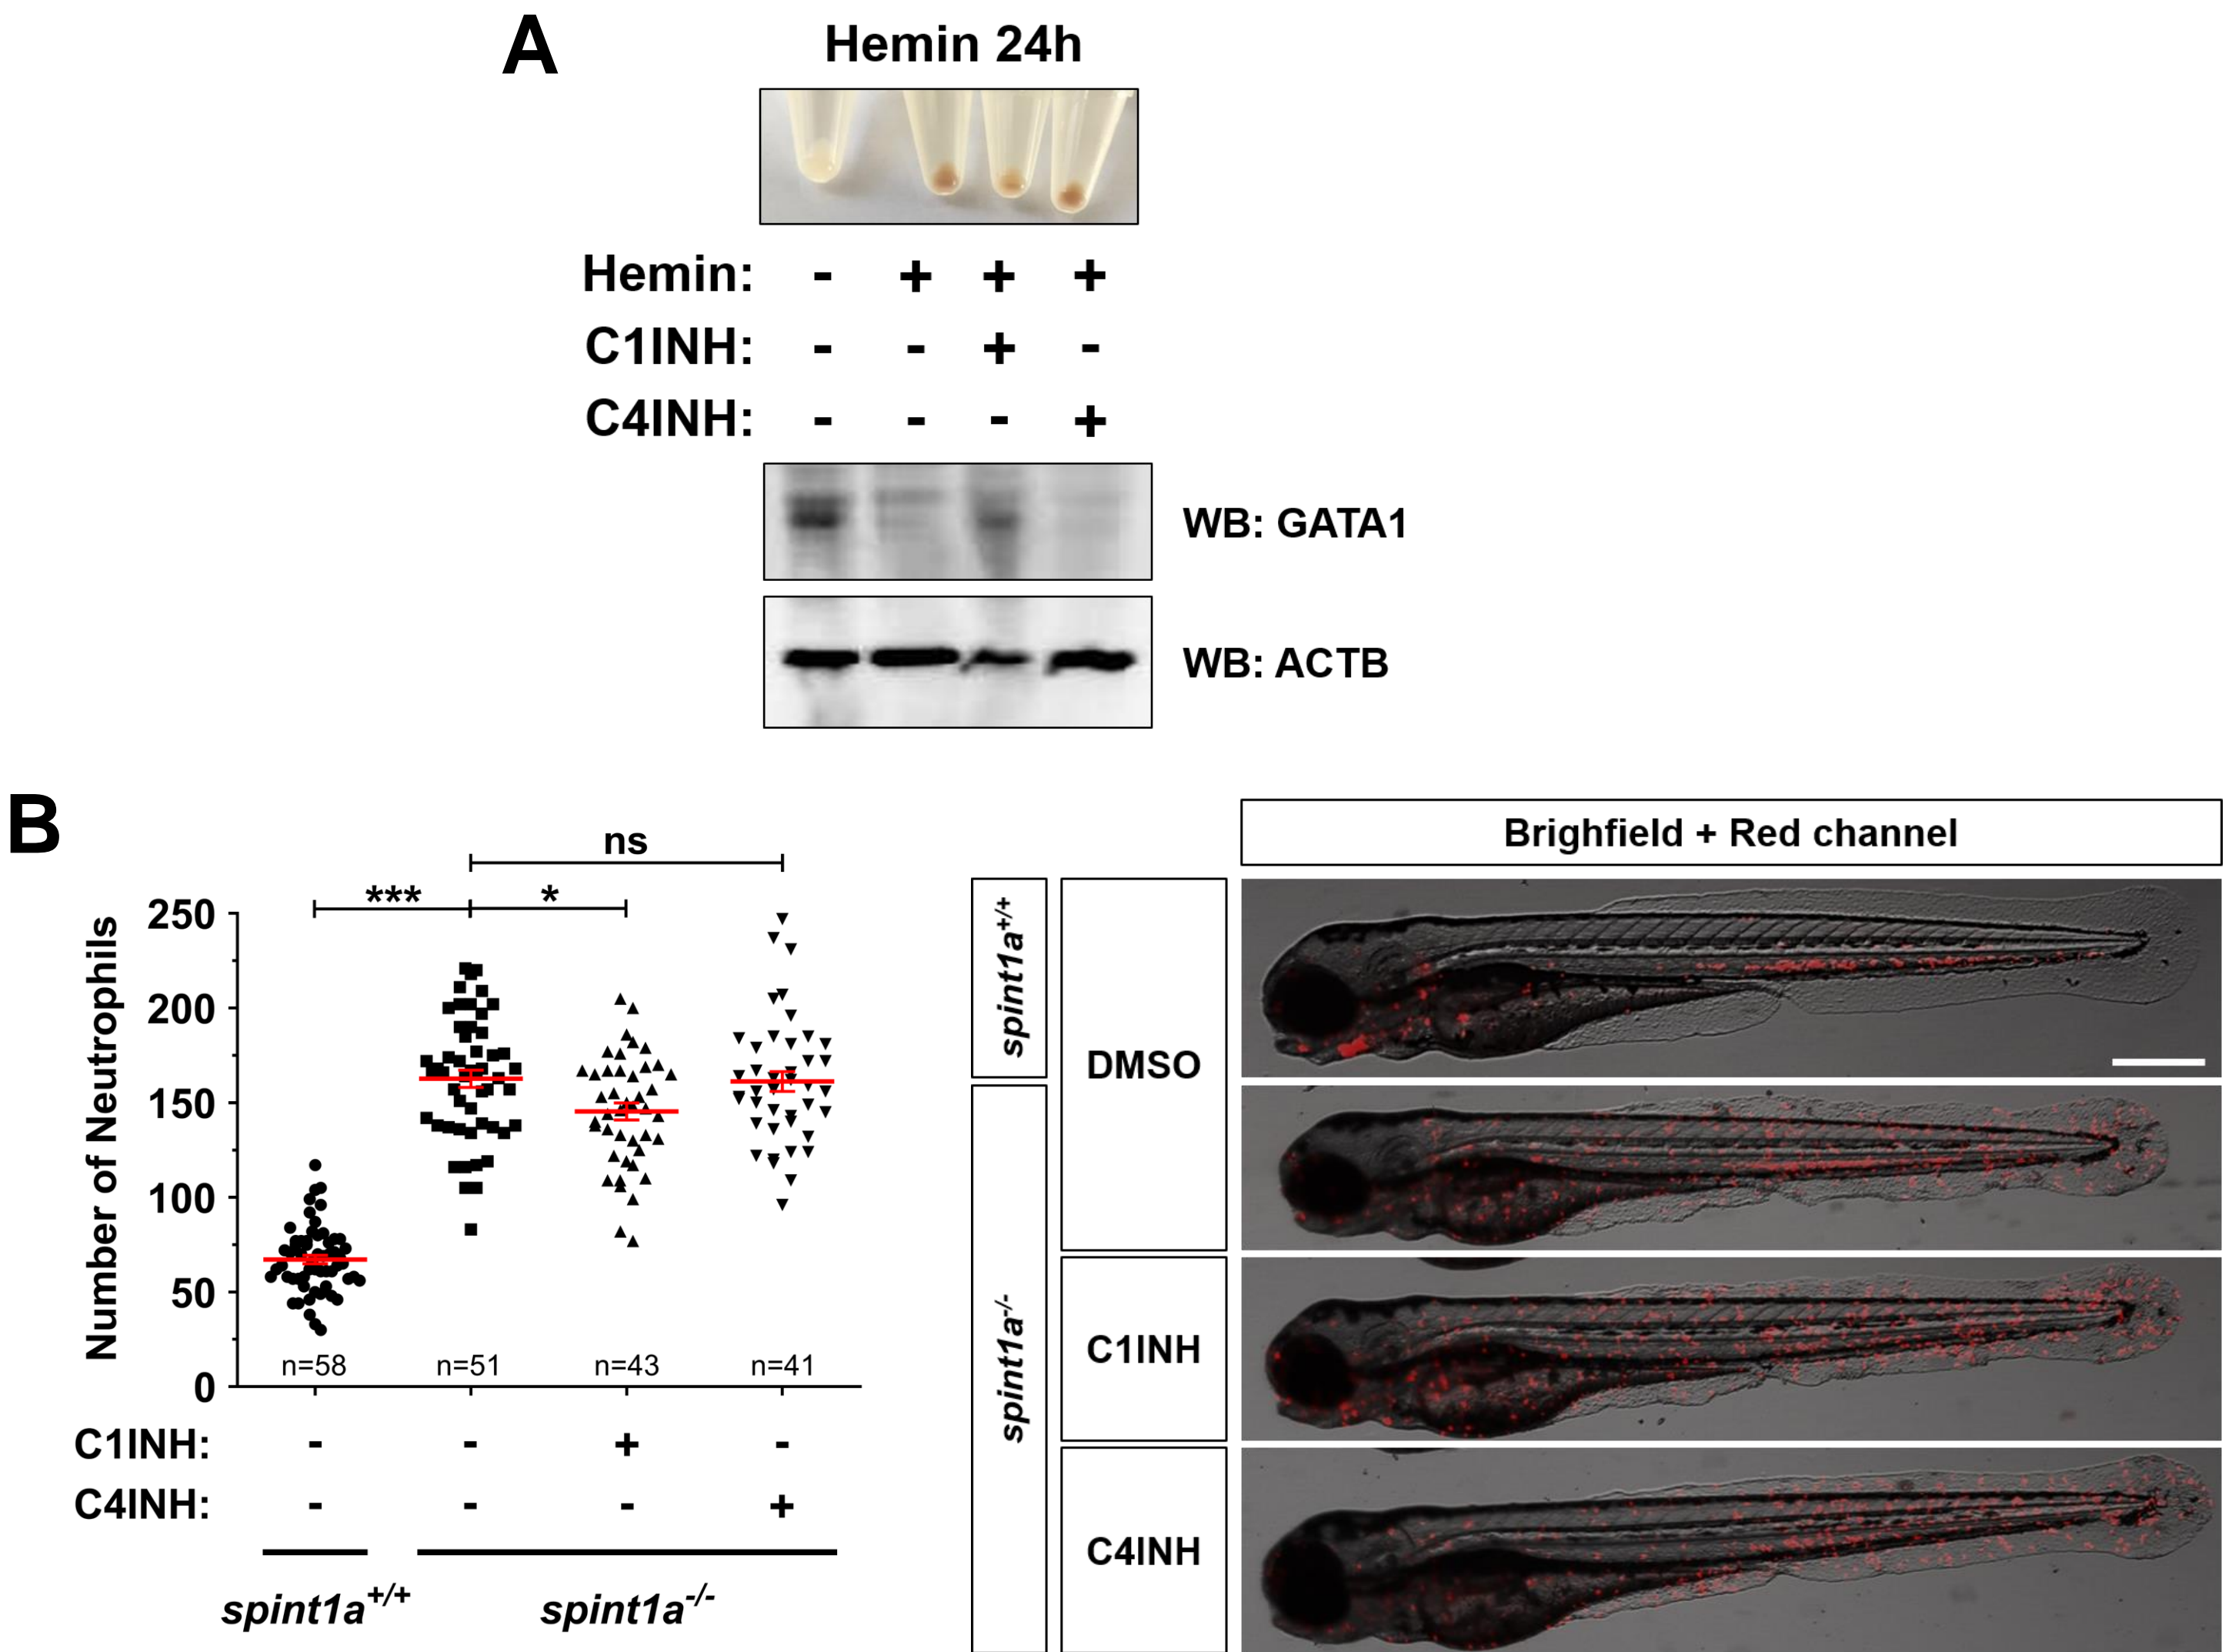 A
Hemin 24h
Hemin: - + + +
C1INH: - - + -
C4INH: - - - +
WB: GATA1
WB: ACTB
B
ns
*** *
Number of Neutrophils
250
200
150
100
50
0
n=58 n=51 n=43 n=41
C1INH: - - + -
C4INH: - - - +
spint1a+/+ spint1a-/-
Brighfield + Red channel
spint1a+/+
spint1a-/-
DMSO
C1INH
C4INH